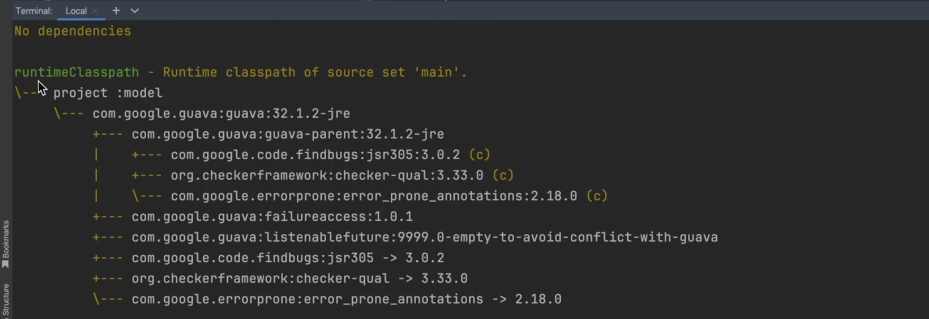 Terminal: Local × + ⌄
No dependencies
runtimeClasspath - Runtime classpath of source set 'main'.
\--- project :model
     \--- com.google.guava:guava:32.1.2-jre
          +--- com.google.guava:guava-parent:32.1.2-jre
          |    +--- com.google.code.findbugs:jsr305:3.0.2 (c)
          |    +--- org.checkerframework:checker-qual:3.33.0 (c)
          |    \--- com.google.errorprone:error_prone_annotations:2.18.0 (c)
          +--- com.google.guava:failureaccess:1.0.1
          +--- com.google.guava:listenablefuture:9999.0-empty-to-avoid-conflict-with-guava
          +--- com.google.code.findbugs:jsr305 -> 3.0.2
          +--- org.checkerframework:checker-qual -> 3.33.0
          \--- com.google.errorprone:error_prone_annotations -> 2.18.0
Bookmarks
Structure